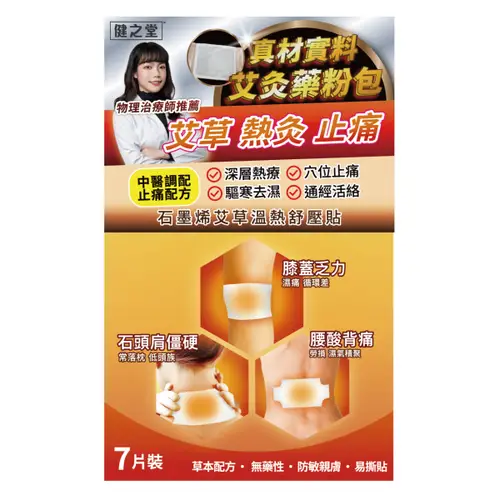 健之堂
真材實料
艾灸藥粉包
物理治療師推薦
艾草 熱灸 止痛
中醫調配
止痛配方
深層熱療 穴位止痛
驅寒去濕 通經活絡
石墨烯艾草溫熱舒壓貼
膝蓋乏力
濕痛 循環差
石頭肩僵硬
常落枕 低頭族
腰酸背痛
勞損 濕氣積聚
7片裝
草本配方・無藥性・防敏親膚・易撕貼